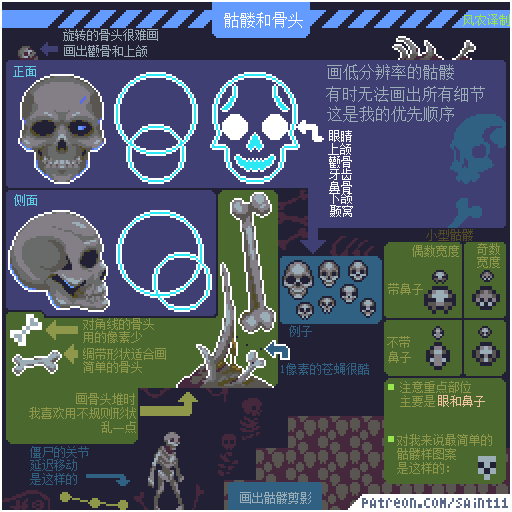 骷髅和骨头
风农译制
旋转的骨头很难画
画出颧骨和上颌
正面
画低分辨率的骷髅
有时无法画出所有细节
这是我的优先顺序
眼睛
上颌
颧骨
牙齿
鼻骨
下颌
颞窝
侧面
小型骷髅
偶数宽度
奇数
宽度
带鼻子
不带
鼻子
例子
对角线的骨头
用的像素少
绸带形状适合画
简单的骨头
1像素的苍蝇很酷
画骨头堆时
我喜欢用不规则形状
乱一点
注意重点部位
主要是眼和鼻子
对我来说最简单的
骷髅样图案
是这样的:
僵尸的关节
延迟移动
是这样的
画出骷髅剪影
Patreon.com/saint11